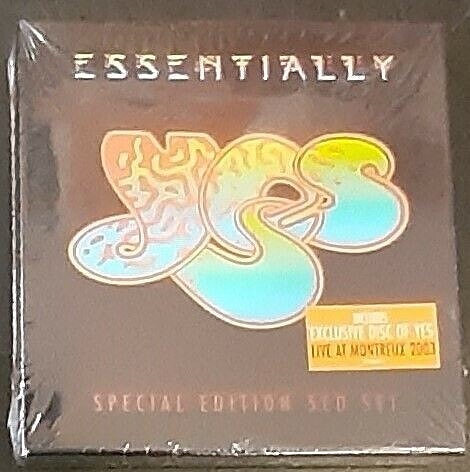 ESSENTIALLY
YES
INCLUDES
EXCLUSIVE DISC OF YES
LIVE AT MONTREUX 2003
SPECIAL EDITION 5CD SET